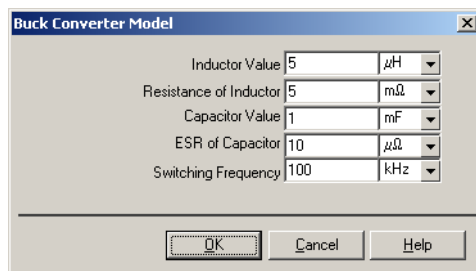 Buck Converter Model
Inductor Value 5 μH
Resistance of Inductor 5 mΩ
Capacitor Value 1 mF
ESR of Capacitor 10 μΩ
Switching Frequency 100 kHz
OK Cancel Help